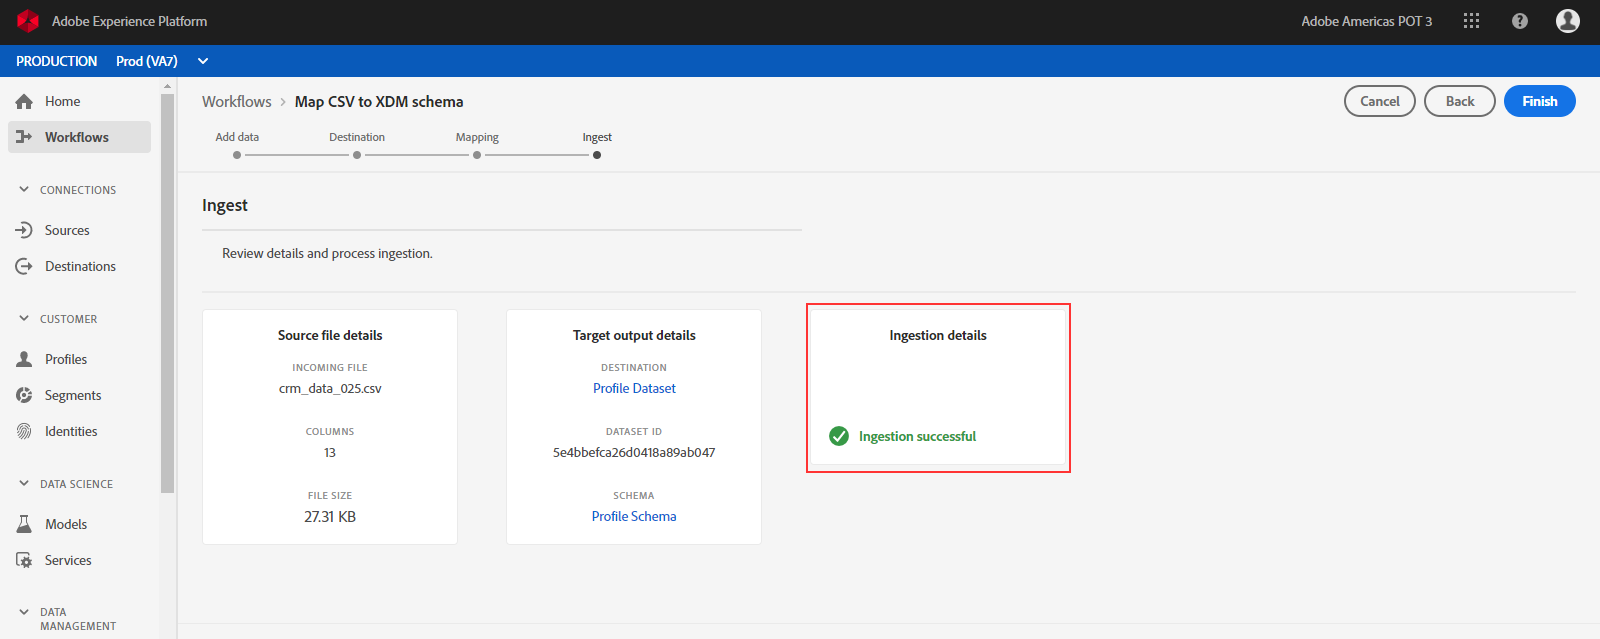 Adobe Experience Platform
Adobe Americas POT 3
PRODUCTION Prod (VA7)
Home
Workflows
CONNECTIONS
Sources
Destinations
CUSTOMER
Profiles
Segments
Identities
DATA SCIENCE
Models
Services
DATA
MANAGEMENT
Workflows > Map CSV to XDM schema
Cancel
Back
Finish
Add data
Destination
Mapping
Ingest
Ingest
Review details and process ingestion.
Source file details
INCOMING FILE
crm_data_025.csv
COLUMNS
13
FILE SIZE
27.31 KB
Target output details
DESTINATION
Profile Dataset
DATASET ID
5e4bbefca26d0418a89ab047
SCHEMA
Profile Schema
Ingestion details
Ingestion successful